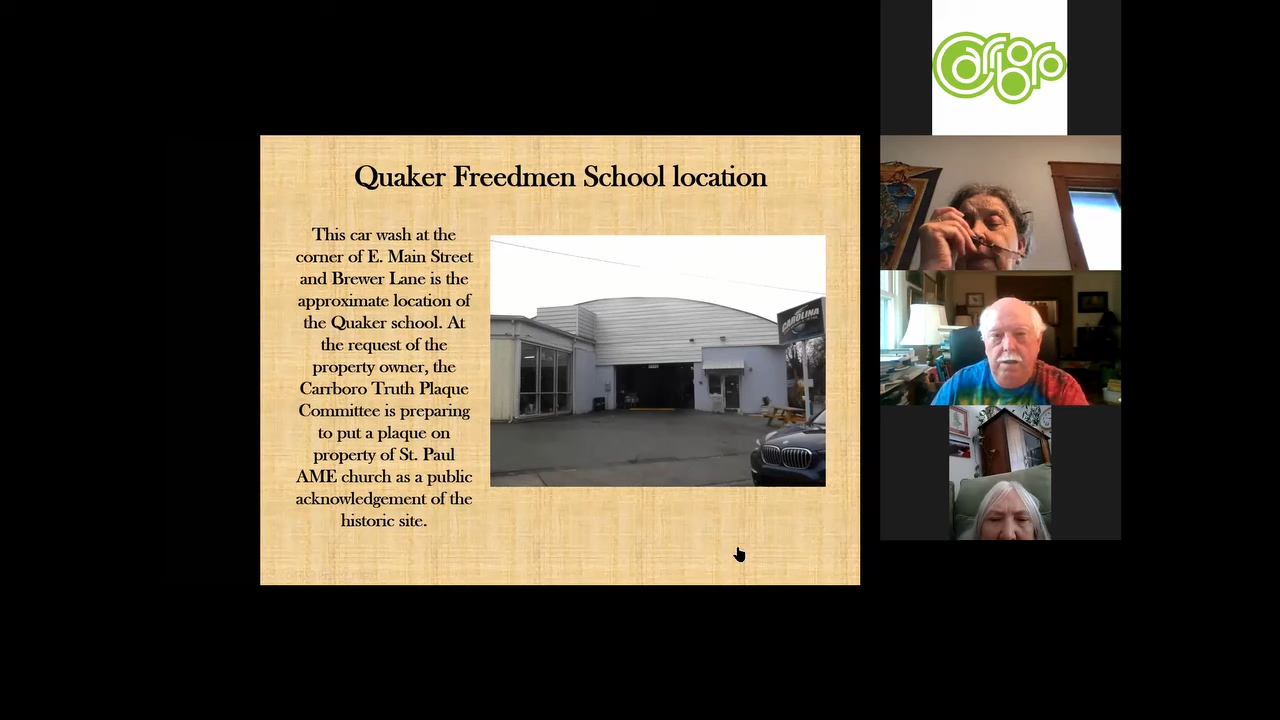 Quaker Freedmen School location
This car wash at the
corner of E. Main Street
and Brewer Lane is the
approximate location of
the Quaker school. At
the request of the
property owner, the
Carrboro Truth Plaque
Committee is preparing
to put a plaque on
property of St. Paul
AME church as a public
acknowledgement of the
historic site.
CAROLINA
Carrboro